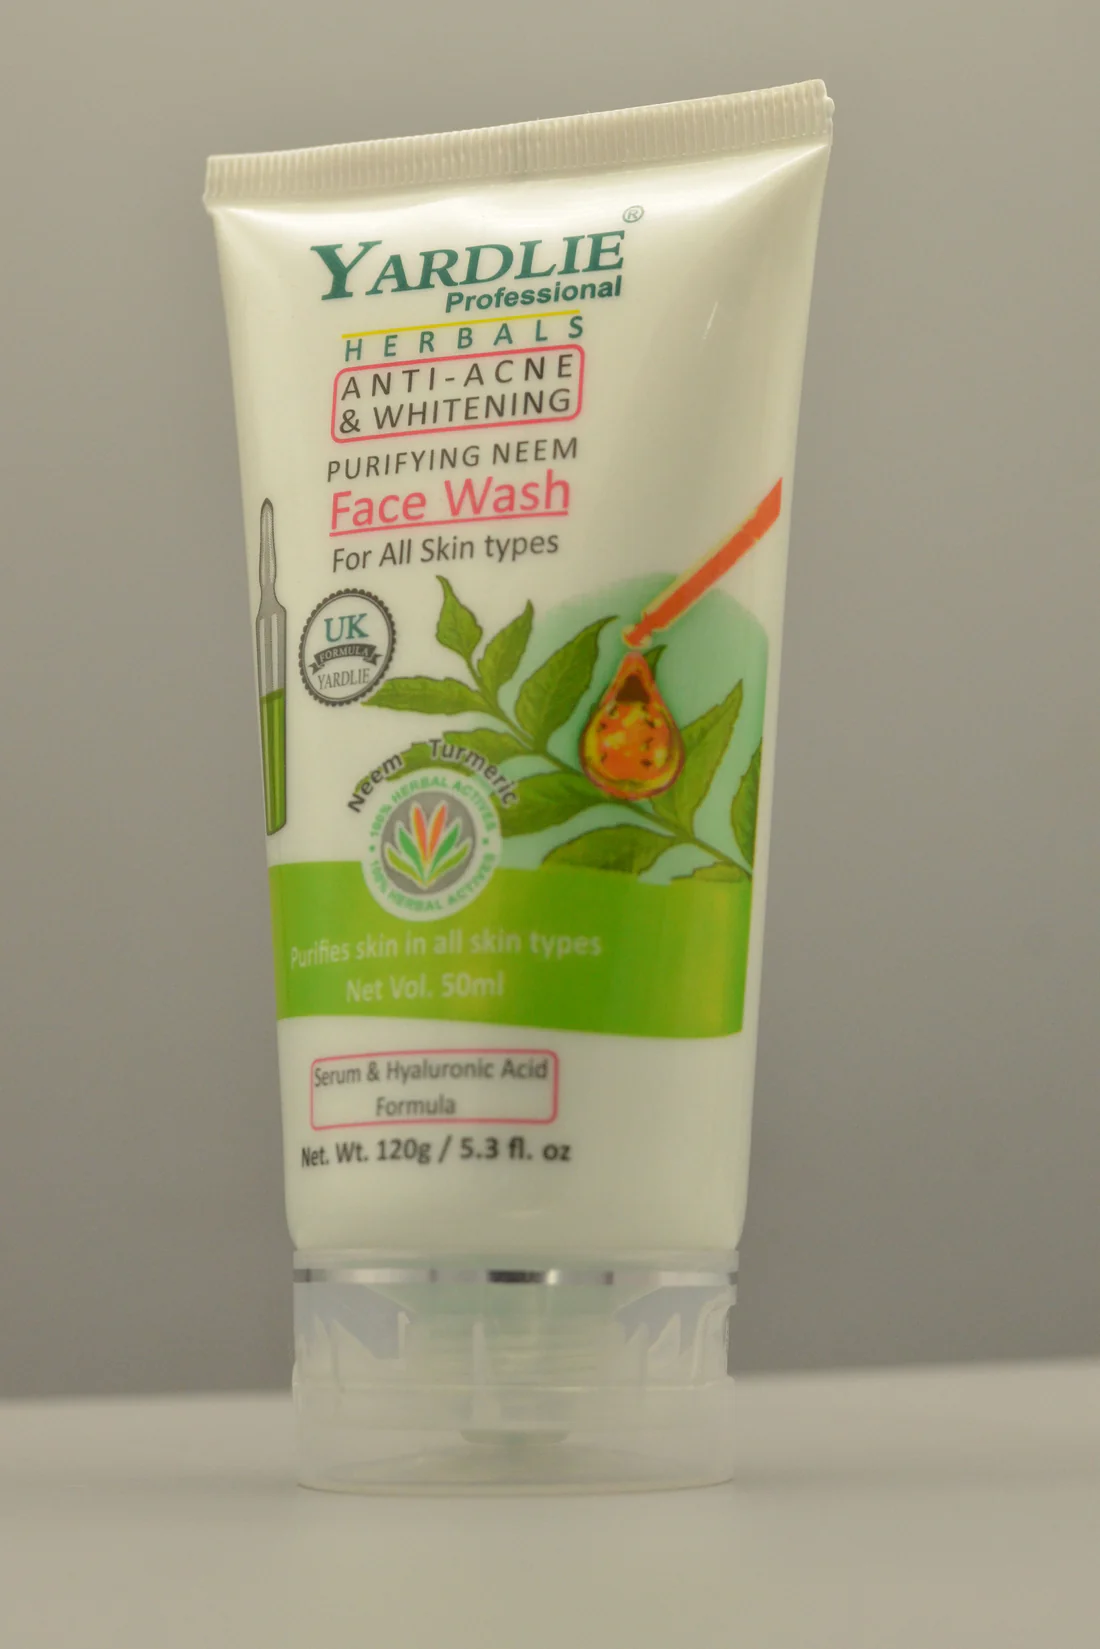 YARDLIE®
Professional
HERBALS
ANTI-ACNE
& WHITENING
PURIFYING NEEM
Face Wash
For All Skin types
UK
FORMULA
YARDLIE
Neem Turmeric
100% HERBAL ACTIVES
100% HERBAL ACTIVES
Purifies skin in all skin types
Net Vol. 50ml
Serum & Hyaluronic Acid
Formula
Net. Wt. 120g / 5.3 fl. oz